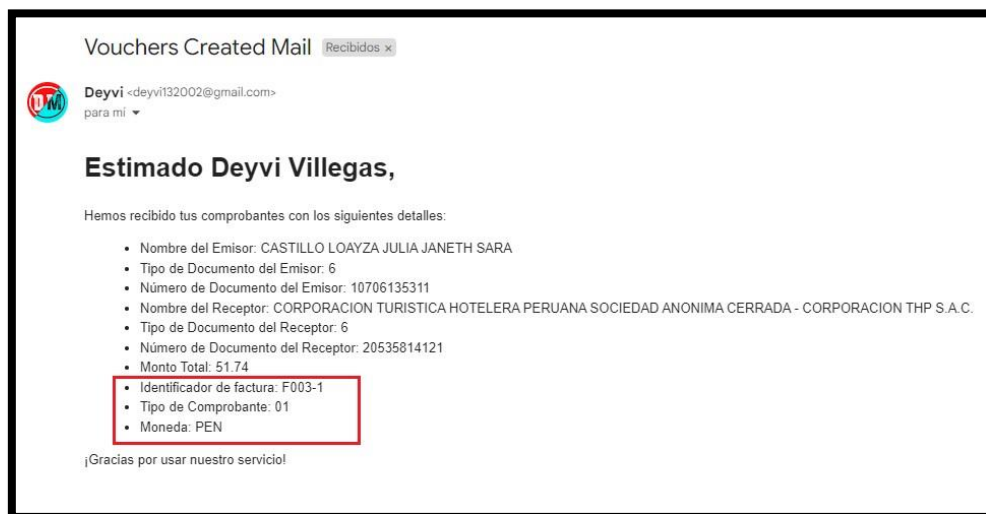 Vouchers Created Mail Recibidos x
DM
Deyvi <deyvi132002@gmail.com>
para mí
Estimado Deyvi Villegas,
Hemos recibido tus comprobantes con los siguientes detalles:
• Nombre del Emisor: CASTILLO LOAYZA JULIA JANETH SARA
• Tipo de Documento del Emisor: 6
• Número de Documento del Emisor: 10706135311
• Nombre del Receptor: CORPORACION TURISTICA HOTELERA PERUANA SOCIEDAD ANONIMA CERRADA - CORPORACION THP S.A.C.
• Tipo de Documento del Receptor: 6
• Número de Documento del Receptor: 20535814121
• Monto Total: 51.74
• Identificador de factura: F003-1
• Tipo de Comprobante: 01
• Moneda: PEN
¡Gracias por usar nuestro servicio!